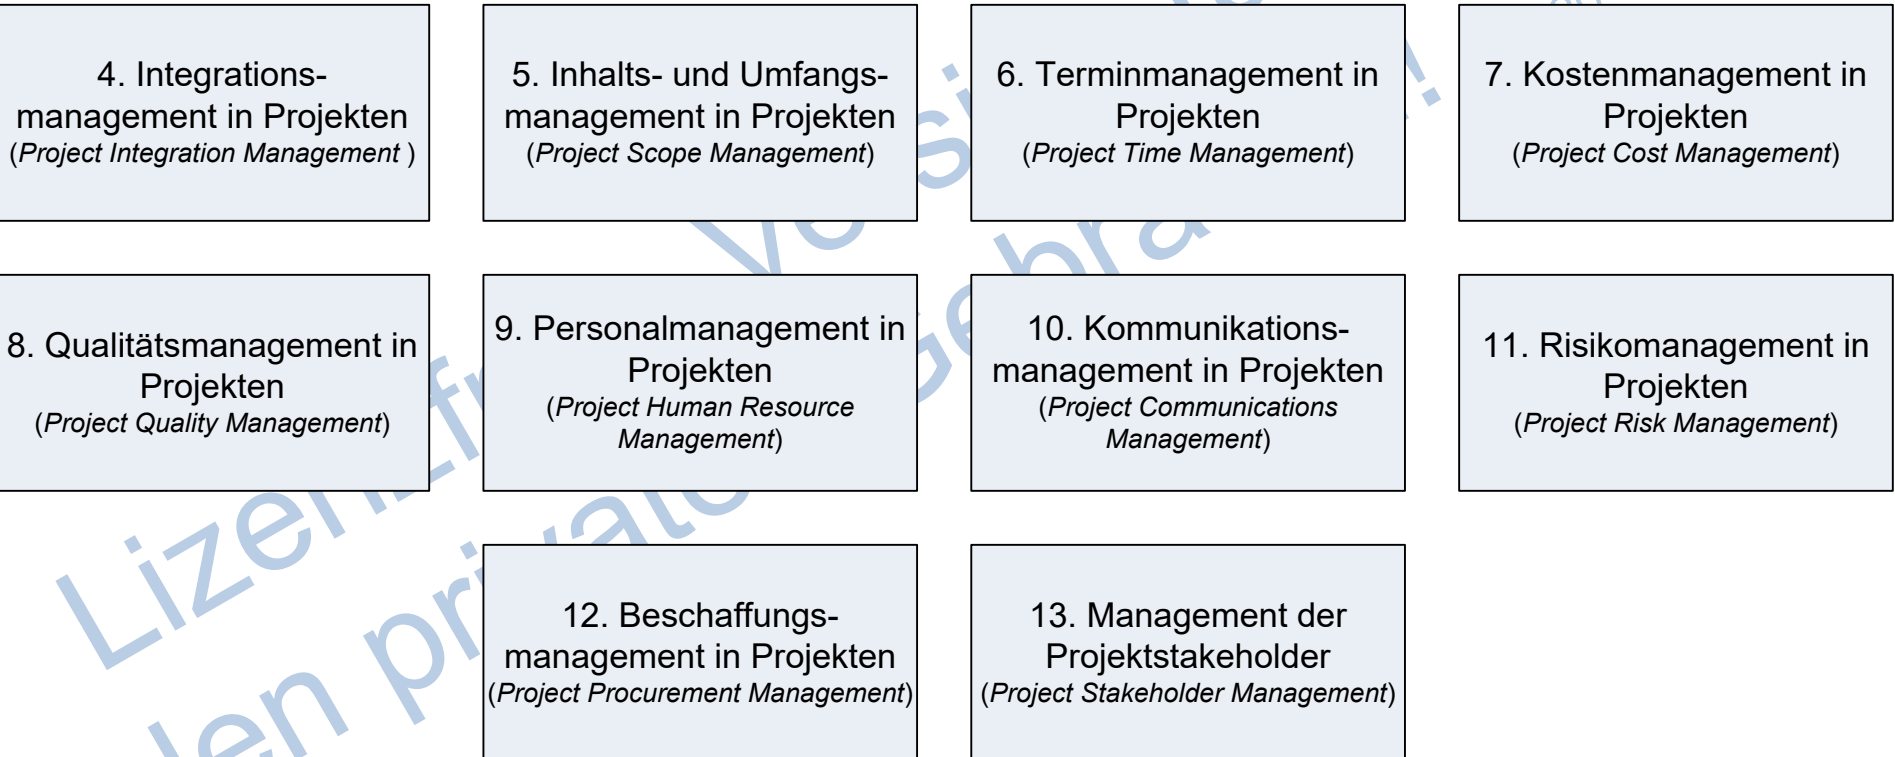 4. Integrations-
management in Projekten
(Project Integration Management )
5. Inhalts- und Umfangs-
management in Projekten
(Project Scope Management)
6. Terminmanagement in
Projekten
(Project Time Management)
7. Kostenmanagement in
Projekten
(Project Cost Management)
8. Qualitätsmanagement in
Projekten
(Project Quality Management)
9. Personalmanagement in
Projekten
(Project Human Resource
Management)
10. Kommunikations-
management in Projekten
(Project Communications
Management)
11. Risikomanagement in
Projekten
(Project Risk Management)
12. Beschaffungs-
management in Projekten
(Project Procurement Management)
13. Management der
Projektstakeholder
(Project Stakeholder Management)